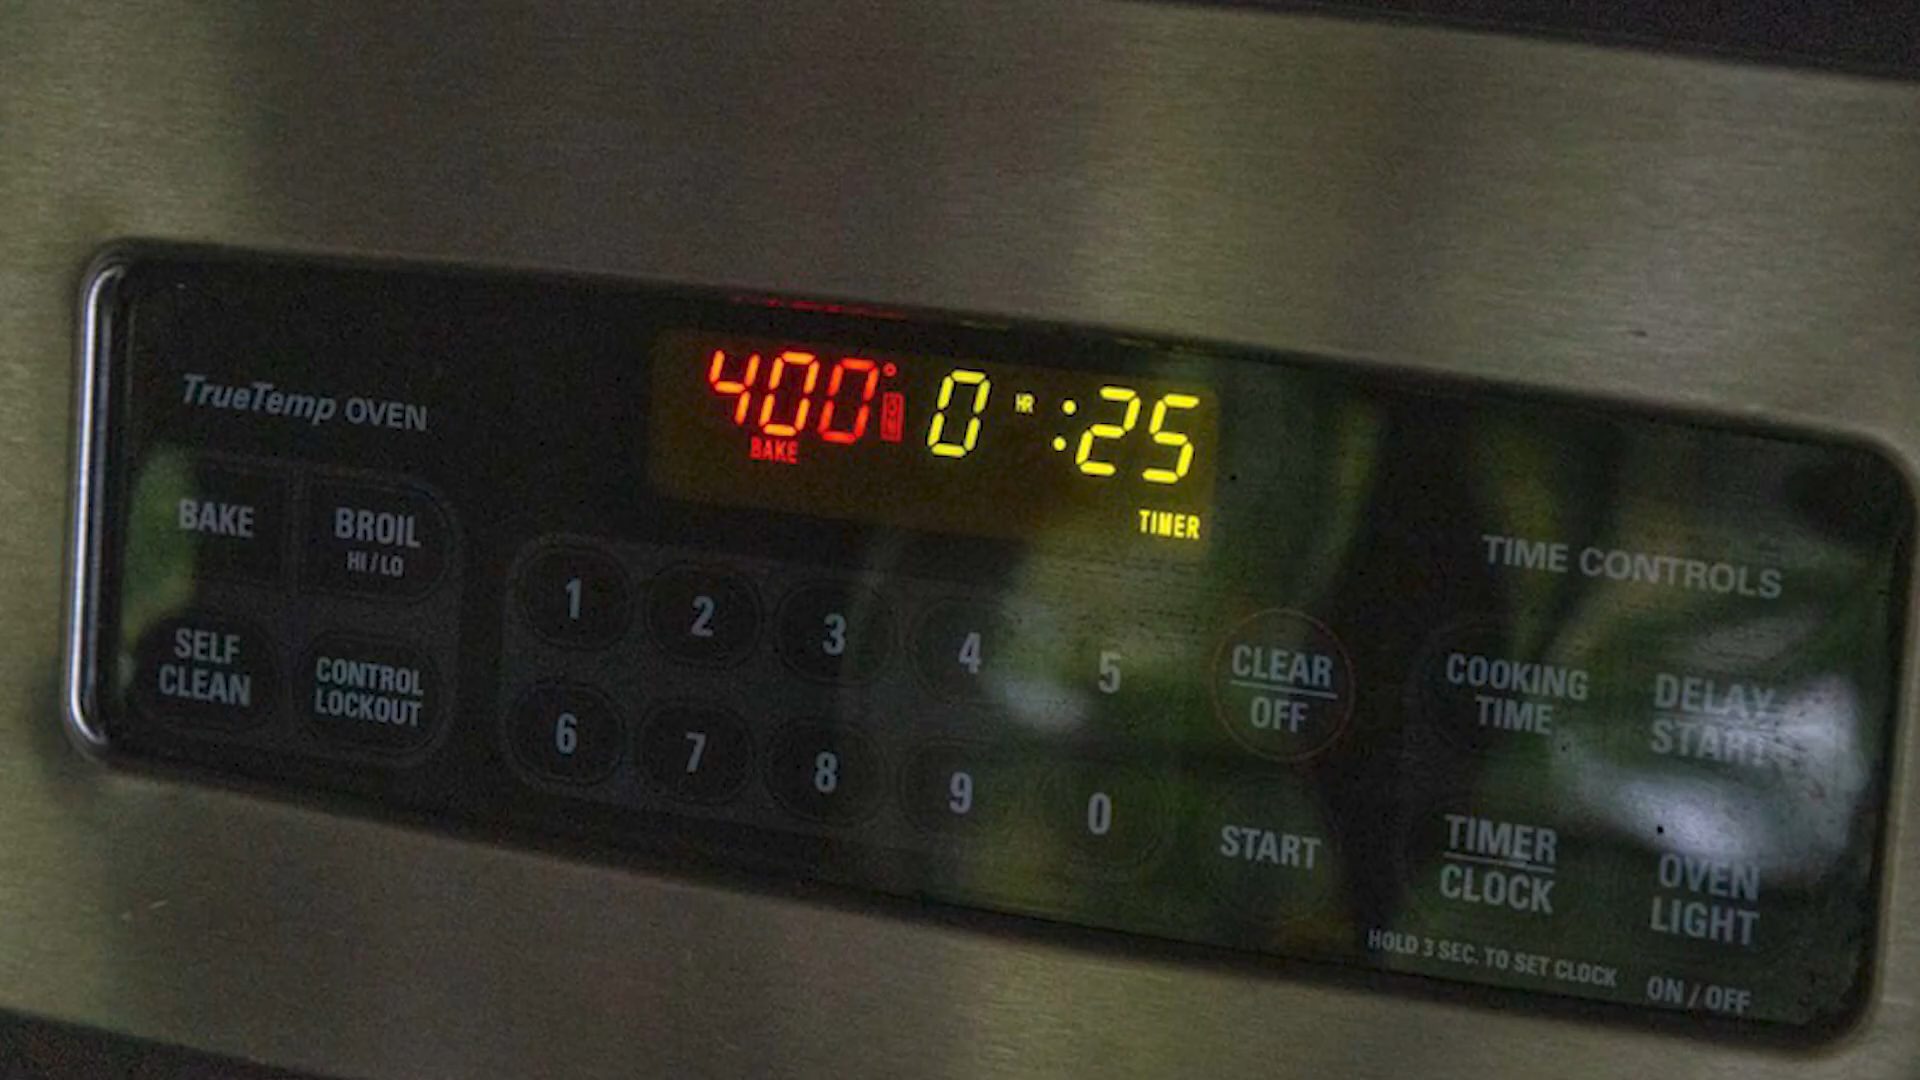 400° 0 HR :25
BAKE
TIMER
TrueTemp OVEN
BAKE
BROIL
HI / LO
SELF
CLEAN
CONTROL
LOCKOUT
1 2 3 4 5
6 7 8 9 0
CLEAR
OFF
START
TIME CONTROLS
COOKING
TIME
DELAY
START
TIMER
CLOCK
HOLD 3 SEC. TO SET CLOCK
OVEN
LIGHT
ON / OFF